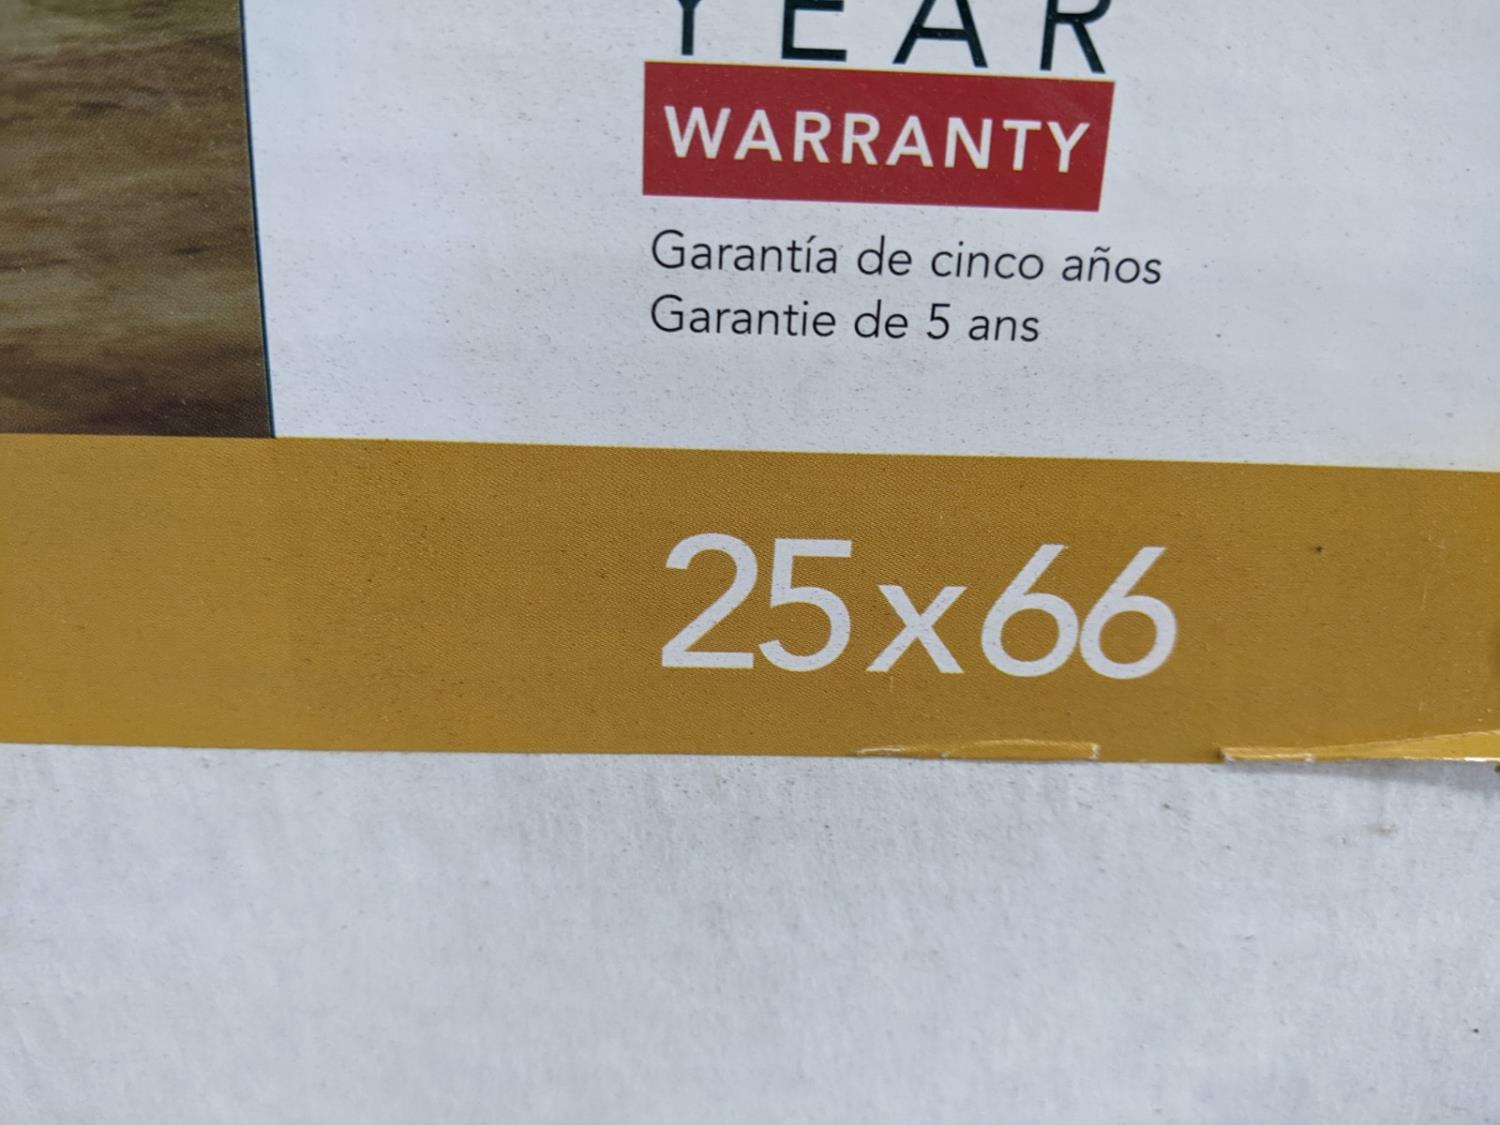 YEAR
WARRANTY
Garantía de cinco años
Garantie de 5 ans
25x66